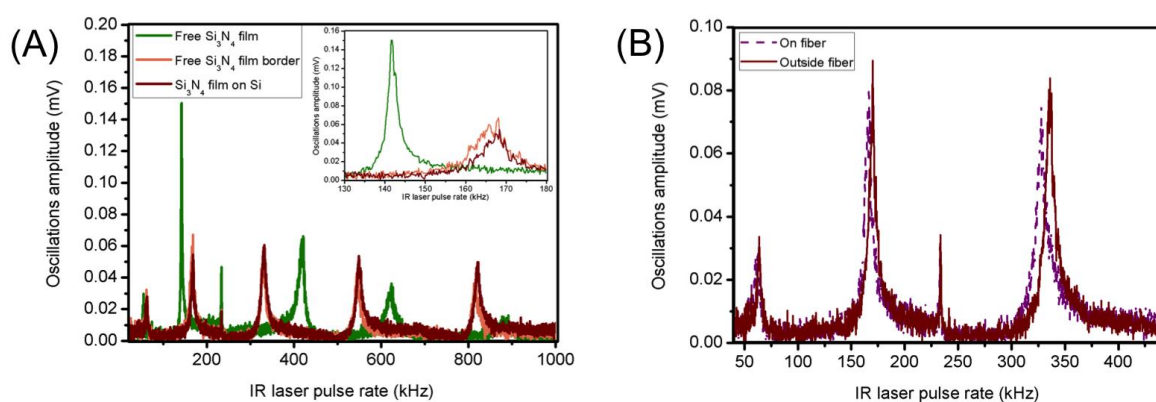 (A)
Oscillations amplitude (mV)
0.20
0.18
0.16
0.14
0.12
0.10
0.08
0.06
0.04
0.02
0.00
Free Si₃N₄ film
Free Si₃N₄ film border
Si₃N₄ film on Si
Oscillations amplitude (mV)
0.16
0.14
0.12
0.10
0.08
0.06
0.04
0.02
0.00
130 140 150 160 170 180
IR laser pulse rate (kHz)
200 400 600 800 1000
IR laser pulse rate (kHz)
(B)
Oscillations amplitude (mV)
0.10
0.08
0.06
0.04
0.02
0.00
On fiber
Outside fiber
50 100 150 200 250 300 350 400
IR laser pulse rate (kHz)